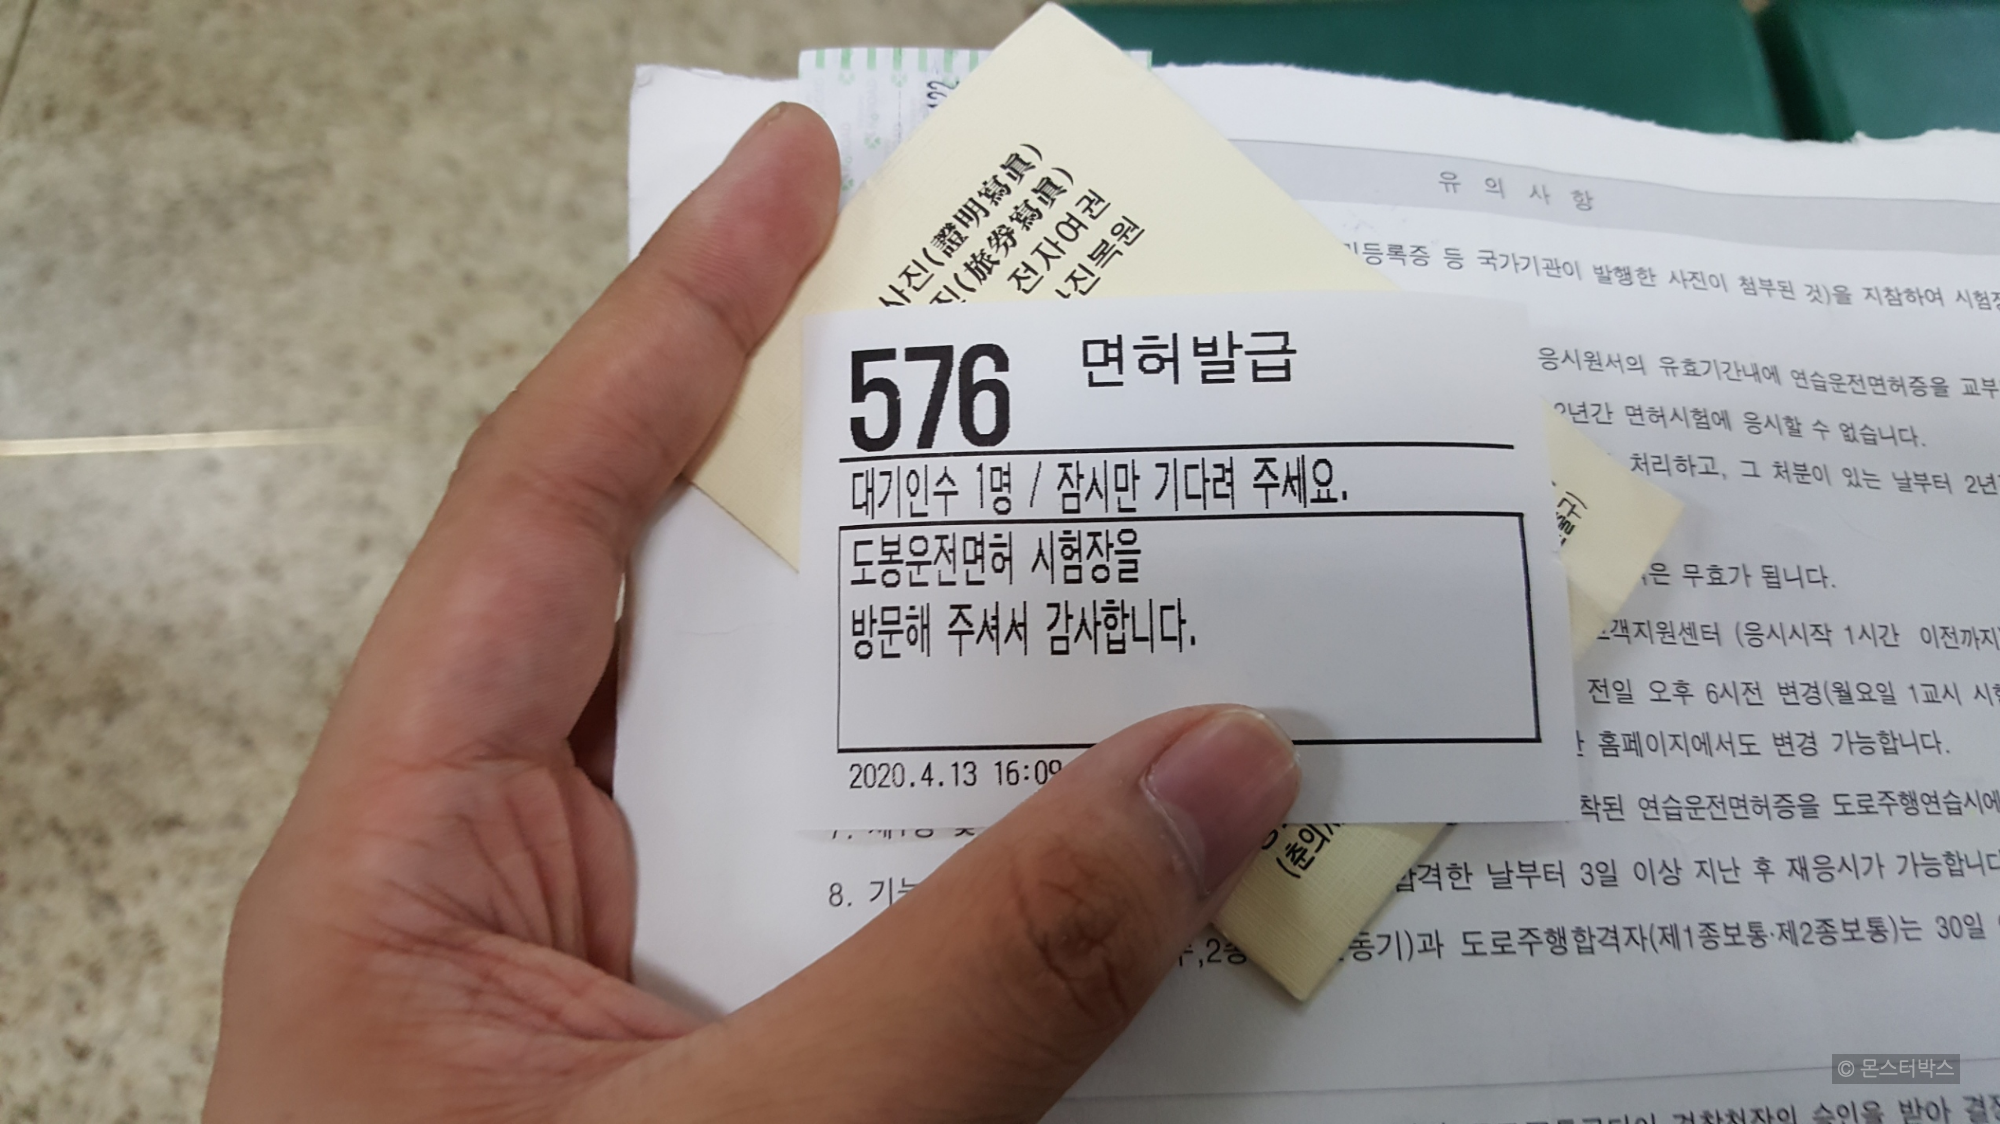 122
사진(證明寫眞)
진(旅券寫眞)
전자여권
사진복원
576 면허발급
대기인수 1명 / 잠시만 기다려 주세요.
도봉운전면허 시험장을
방문해 주셔서 감사합니다.
2020.4.13 16:09
유 의 사 항
등록증 등 국가기관이 발행한 사진이 첨부된 것)을 지참하여
응시원서의 유효기간내에 연습운전면허증을
2년간 면허시험에 응시할 수 없습니다.
처리하고, 그 처분이 있는 날부터
무효가 됩니다.
객지원센터 (응시시작 1시간 이전까지)
전일 오후 6시전 변경(월요일 1교시
홈페이지에서도 변경 가능합니다.
착된 연습운전면허증을 도로주행연습시에
7.
8.
합격한 날부터 3일 이상 지난 후 재응시가 가능합니다
동기)과 도로주행합격자(제1종보통·제2종보통)는 30일
승인을 받아
© 몬스터박스